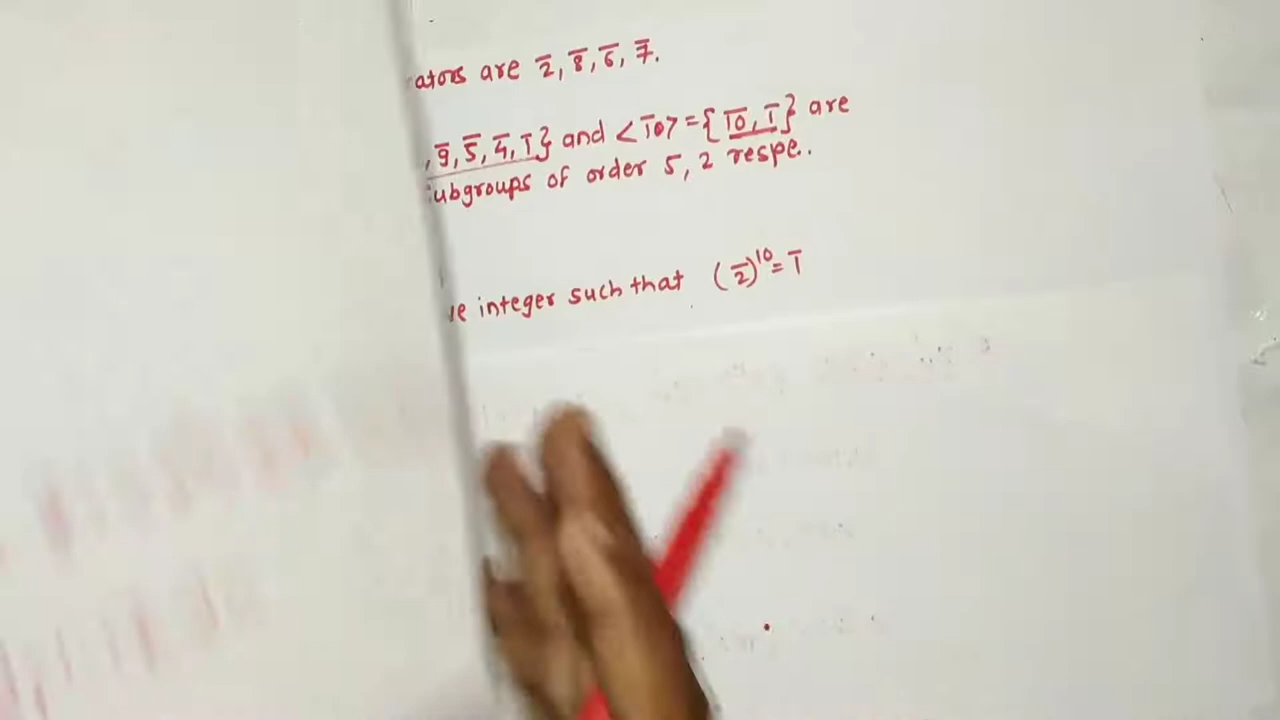 ators are 2̅, 8̅, 6̅, 7̅.
, 9̅, 5̅, 4̅, 1̅} and <1̅0̅> = {1̅0̅, 1̅} are
ubgroups of order 5, 2 respe.
integer such that (2̅)¹⁰ = 1̅